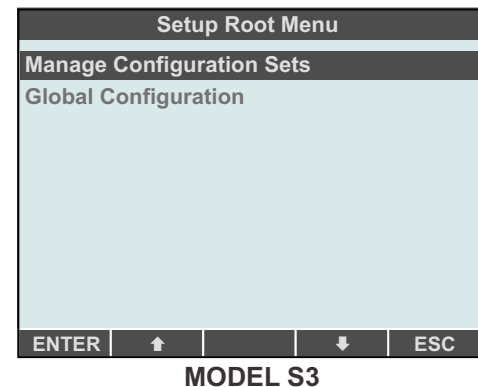 Setup Root Menu
Manage Configuration Sets
Global Configuration
ENTER ⬆ ⬇ ESC
MODEL S3